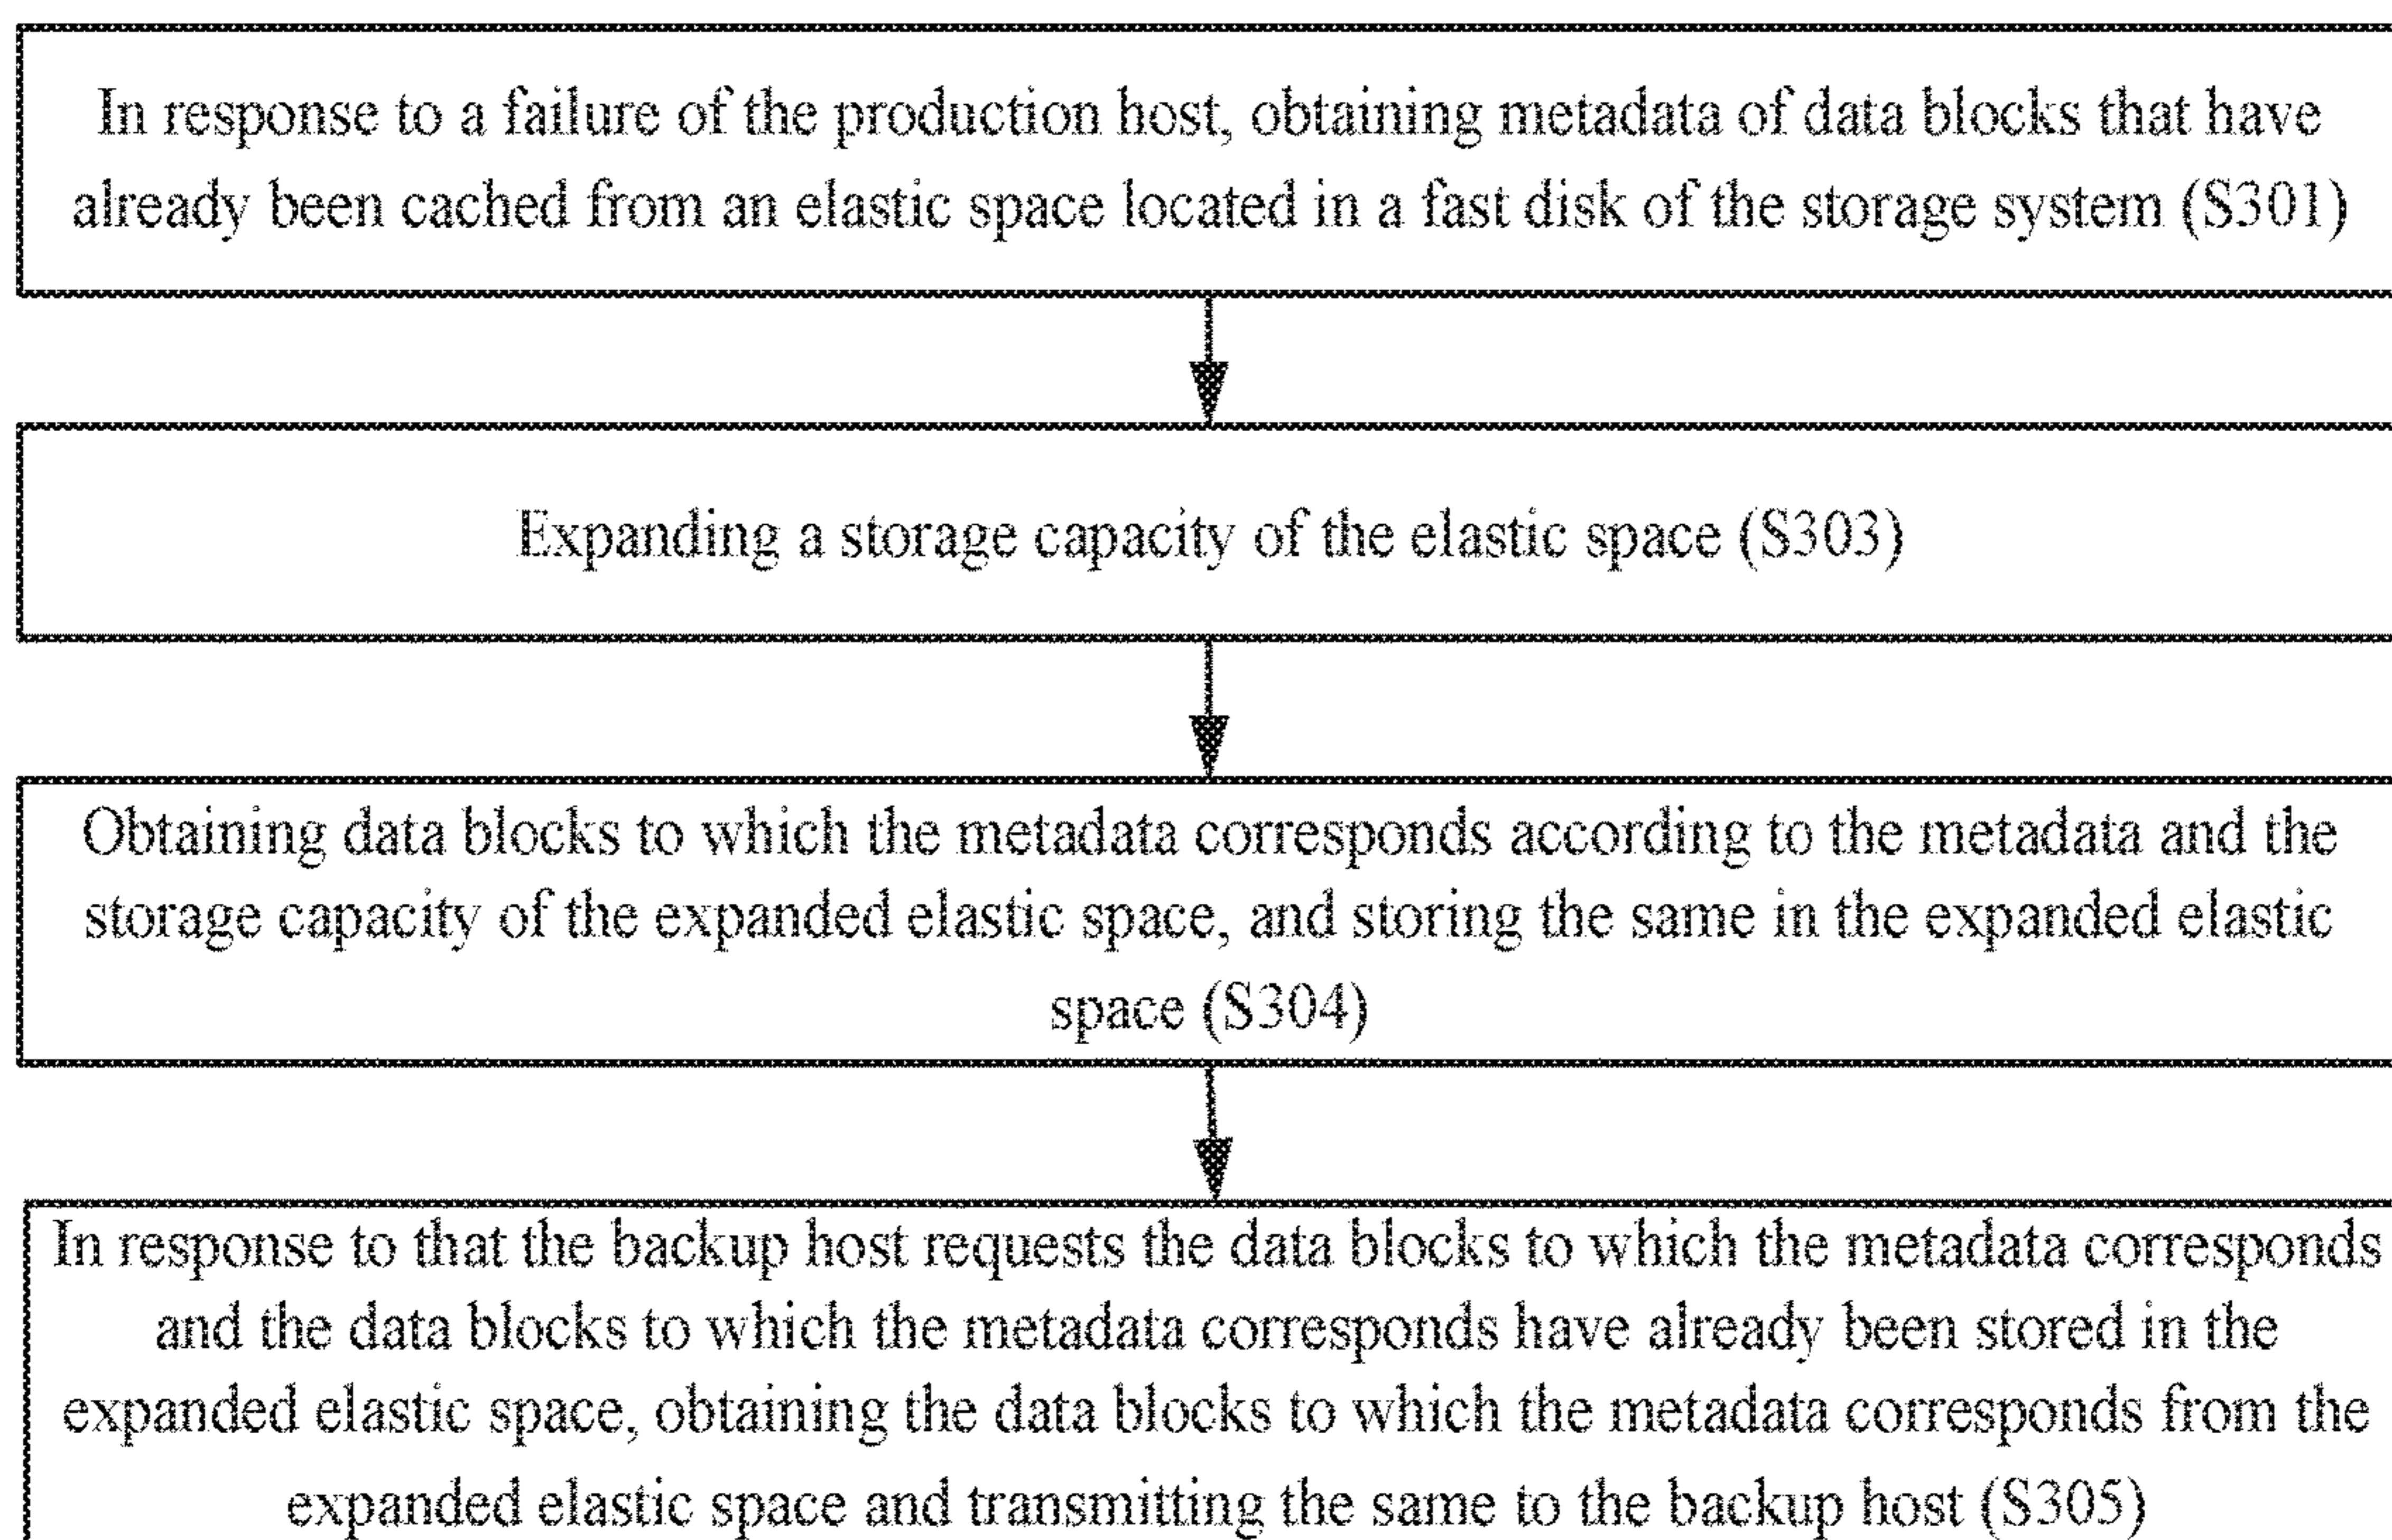 In response to a failure of the production host, obtaining metadata of data blocks that have
already been cached from an elastic space located in a fast disk of the storage system (S301)
Expanding a storage capacity of the elastic space (S303)
Obtaining data blocks to which the metadata corresponds according to the metadata and the
storage capacity of the expanded elastic space, and storing the same in the expanded elastic
space (S304)
In response to that the backup host requests the data blocks to which the metadata corresponds
and the data blocks to which the metadata corresponds have already been stored in the
expanded elastic space, obtaining the data blocks to which the metadata corresponds from the
expanded elastic space and transmitting the same to the backup host (S305)